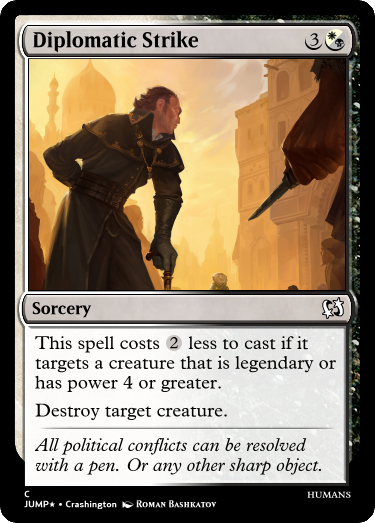 Diplomatic Strike 3
Sorcery
This spell costs 2 less to cast if it
targets a creature that is legendary or
has power 4 or greater.
Destroy target creature.
All political conflicts can be resolved
with a pen. Or any other sharp object.
C
HUMANS
JUMP★ • Crashington ROMAN BASHKATOV